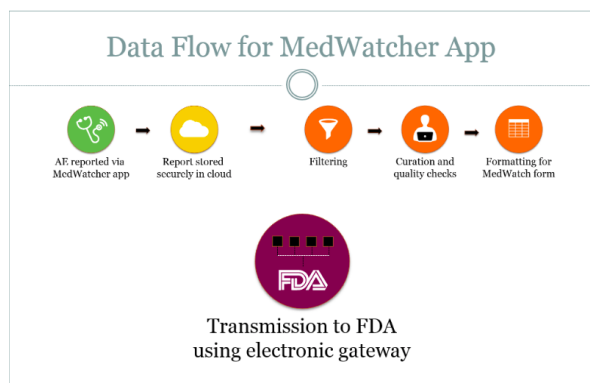 Data Flow for MedWatcher App
AE reported via
MedWatcher app
Report stored
securely in cloud
Filtering
Curation and
quality checks
Formatting for
MedWatch form
FDA
Transmission to FDA
using electronic gateway